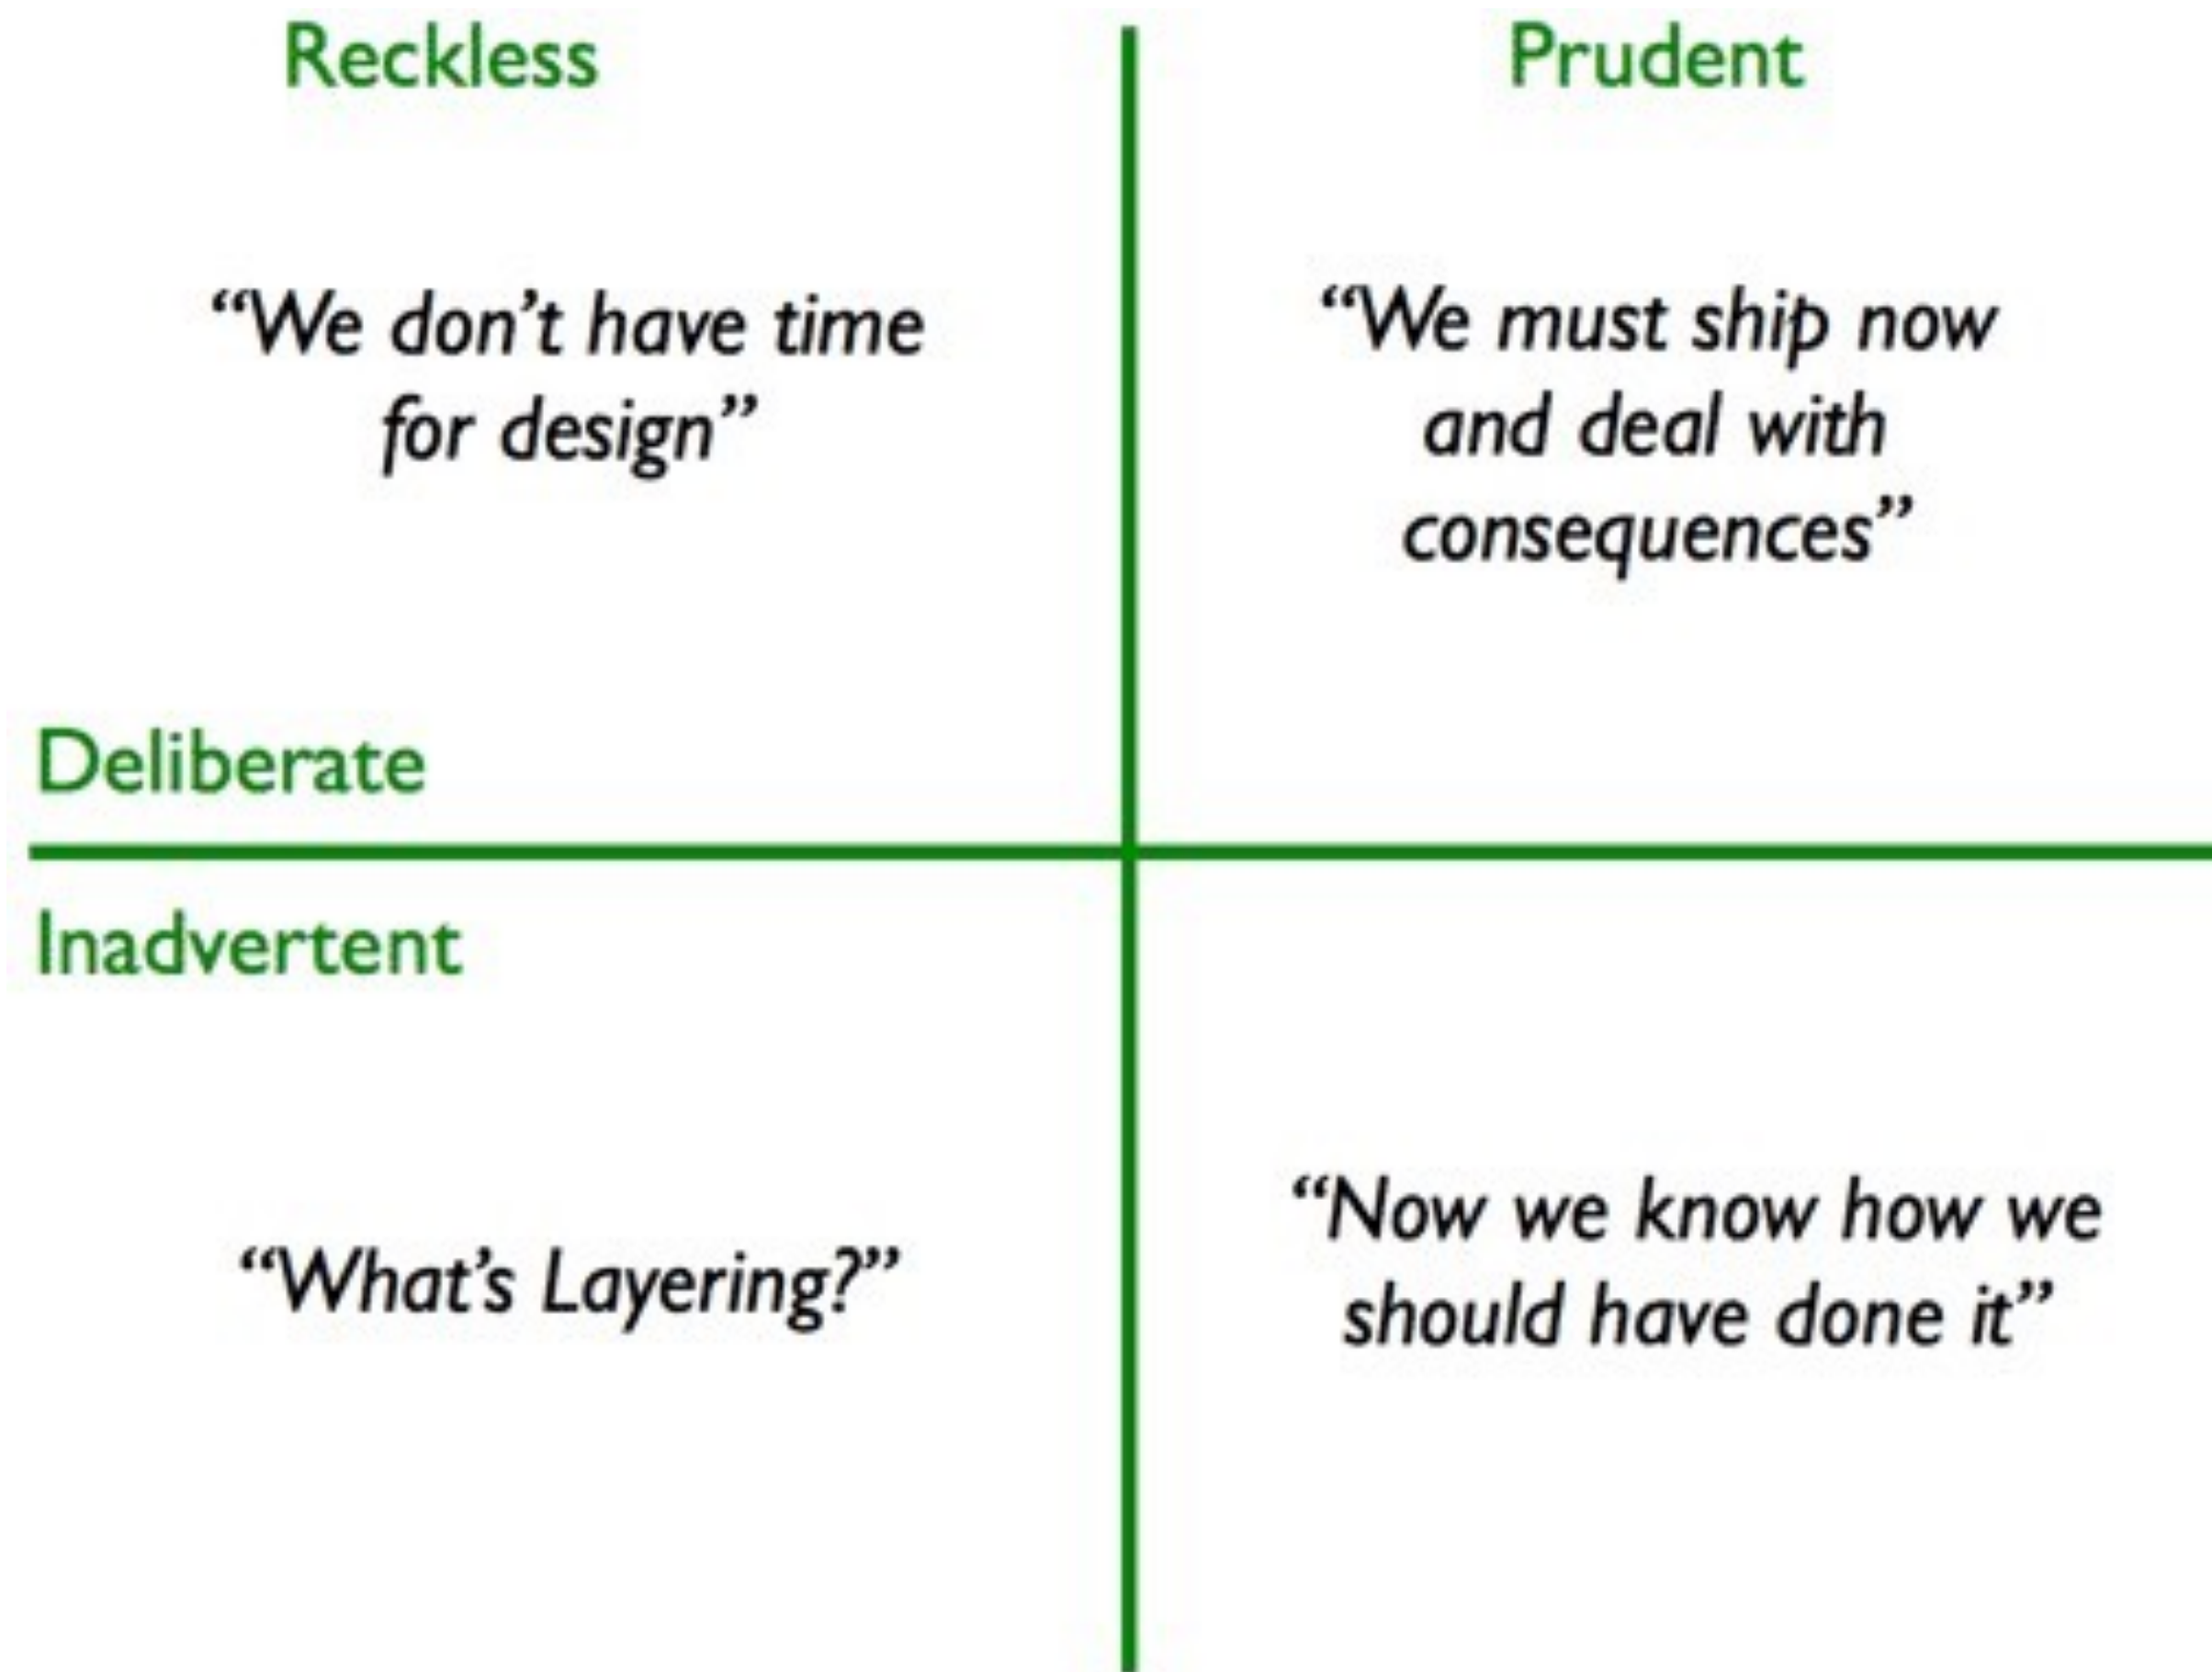 Reckless
Prudent
“We don’t have time
for design”
“We must ship now
and deal with
consequences”
Deliberate
Inadvertent
“What’s Layering?”
“Now we know how we
should have done it”